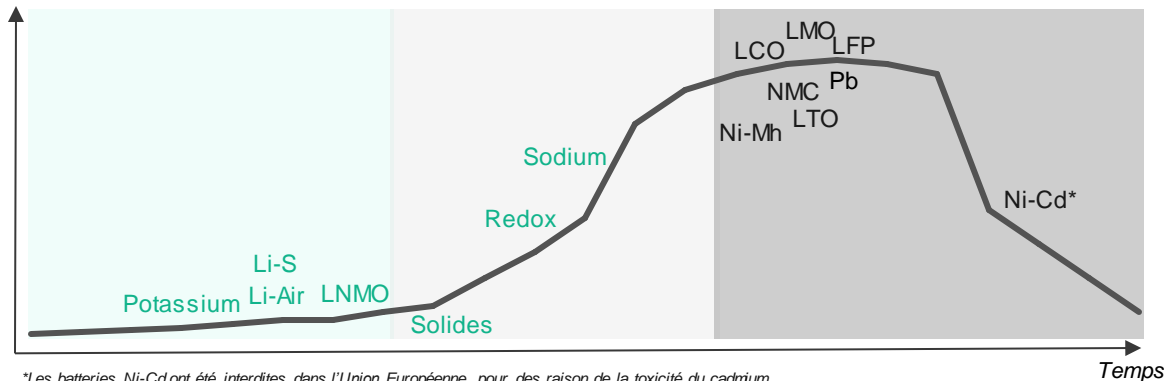 LMO
LCO
LFP
Pb
NMC
LTO
Ni-Mh
Sodium
Ni-Cd*
Redox
Li-S
Li-Air
LNMO
Potassium
Solides
Temps
*Les batteries Ni-Cd ont été interdites dans l'Union Européenne pour des raison de la toxicité du cadmium